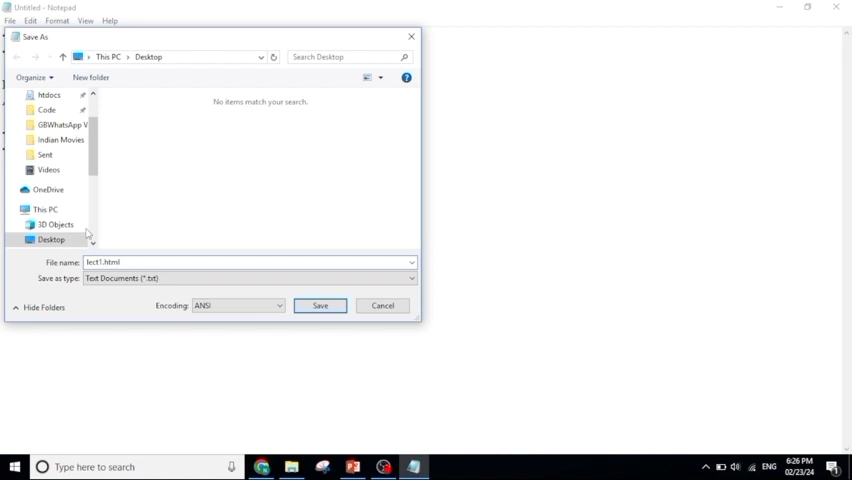 Untitled - Notepad
File Edit Format View Help
Save As
This PC Desktop
Search Desktop
Organize
New folder
htdocs
Code
GBWhatsApp V
Indian Movies
Sent
Videos
OneDrive
This PC
3D Objects
Desktop
No items match your search.
File name: lect1.html
Save as type: Text Documents (*.txt)
Hide Folders
Encoding: ANSI
Save
Cancel
Type here to search
ENG
6:26 PM
02/23/24